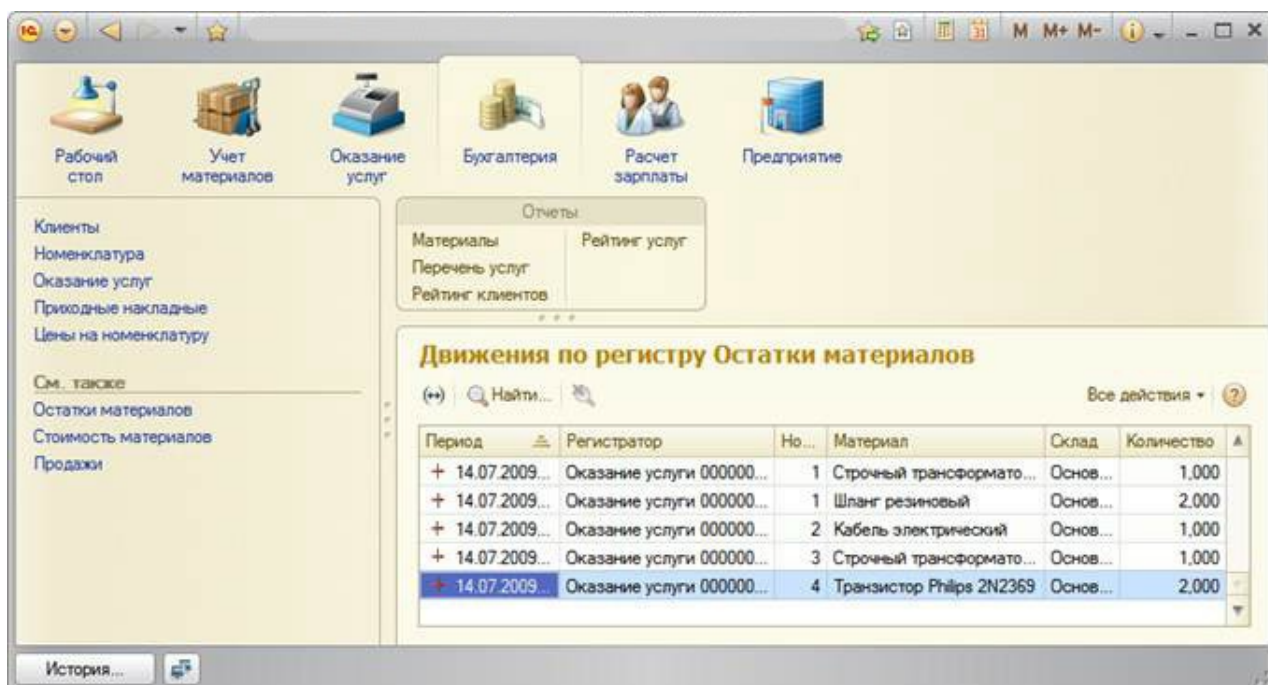 M M+ M-
Рабочий
стол
Учет
материалов
Оказание
услуг
Бухгалтерия
Расчет
зарплаты
Предприятие
Клиенты
Номенклатура
Оказание услуг
Приходные накладные
Цены на номенклатуру
См. также
Остатки материалов
Стоимость материалов
Продажи
Отчеты
Материалы Рейтинг услуг
Перечень услуг
Рейтинг клиентов
Движения по регистру Остатки материалов
Найти... Все действия
Период Регистратор Но... Материал Склад Количество
14.07.2009... Оказание услуги 000000... 1 Строчный трансформато... Основ... 1,000
14.07.2009... Оказание услуги 000000... 1 Шланг резиновый Основ... 2,000
14.07.2009... Оказание услуги 000000... 2 Кабель электрический Основ... 1,000
14.07.2009... Оказание услуги 000000... 3 Строчный трансформато... Основ... 1,000
14.07.2009... Оказание услуги 000000... 4 Транзистор Philips 2N2369 Основ... 2,000
История...